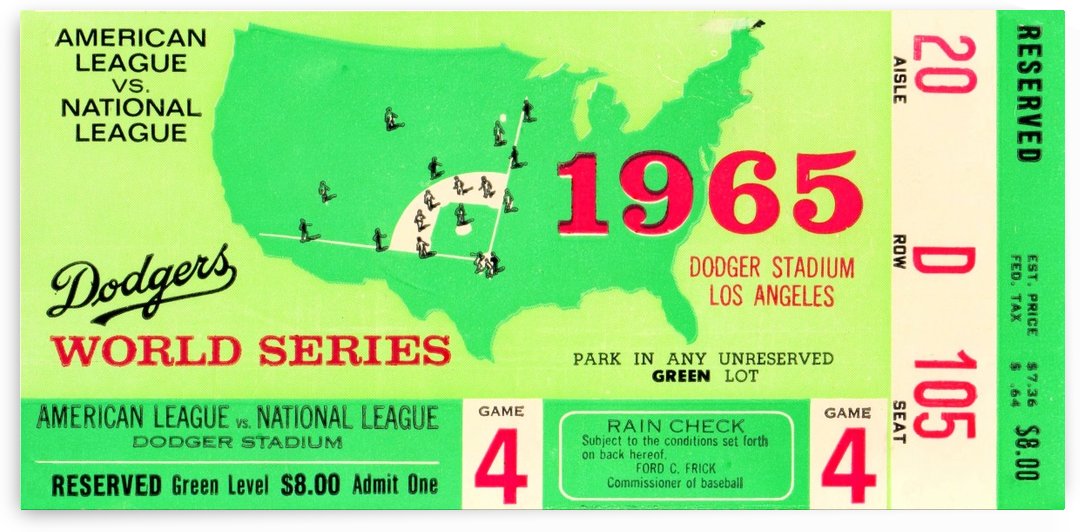 AMERICAN
LEAGUE
VS.
NATIONAL
LEAGUE
1965
DODGER STADIUM
LOS ANGELES
Dodgers
WORLD SERIES
PARK IN ANY UNRESERVED
GREEN LOT
AMERICAN LEAGUE vs. NATIONAL LEAGUE
DODGER STADIUM
RESERVED Green Level $8.00 Admit One
GAME
4
RAIN CHECK
Subject to the conditions set forth
on back hereof.
FORD C. FRICK
Commissioner of baseball
GAME
4
20
AISLE
D
ROW
105
SEAT
RESERVED
EST. PRICE $7.36
FED. TAX $ .64
$8.00